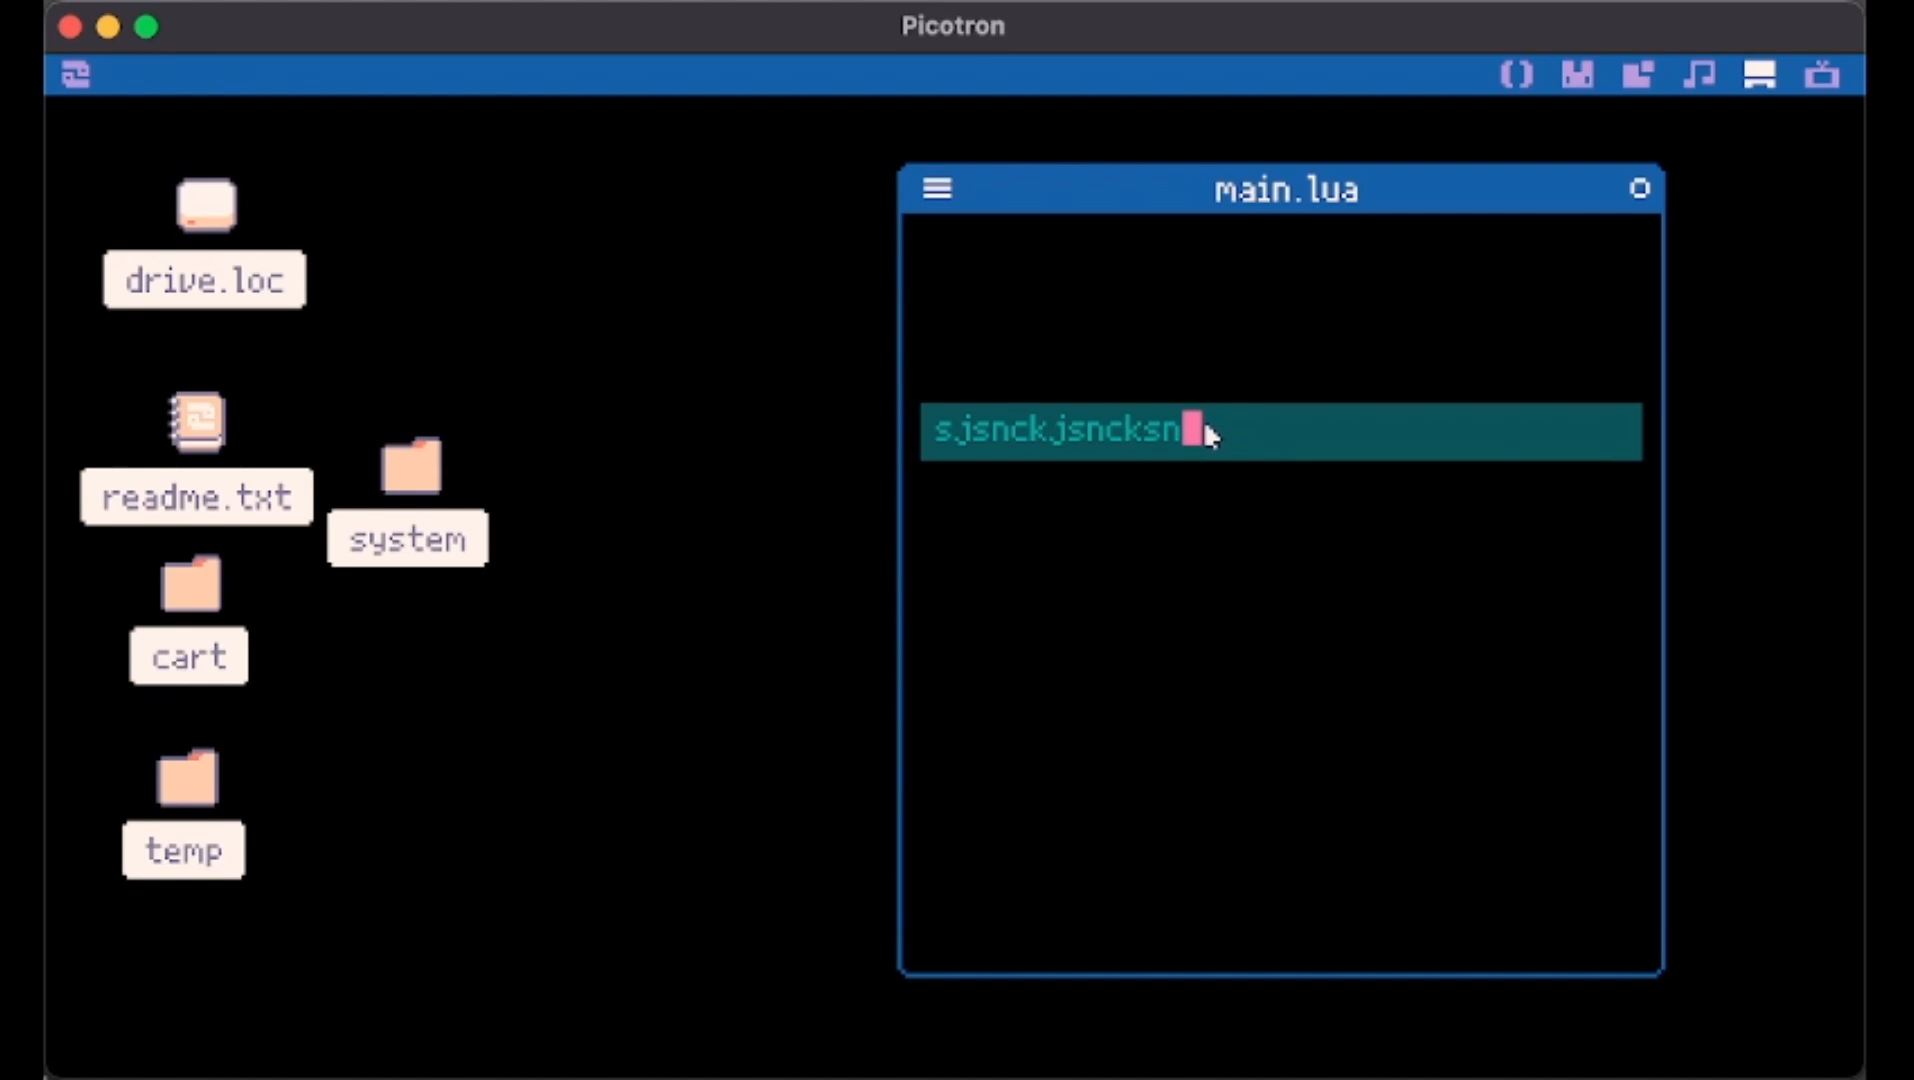 Picotron
main.lua
drive.loc
sjsnckjsncksn
readme.txt
system
cart
temp